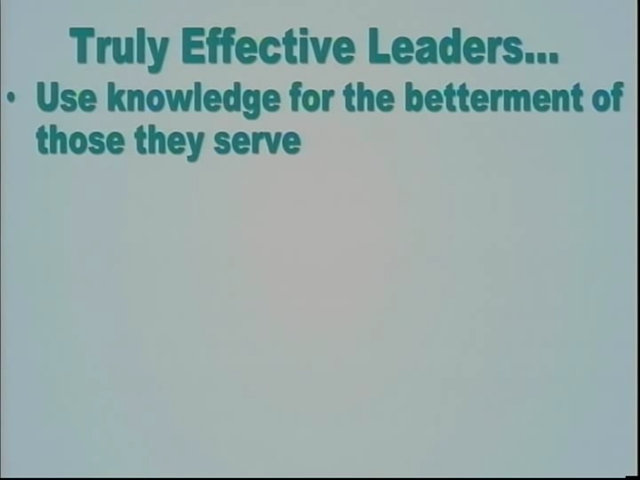 Truly Effective Leaders...
• Use knowledge for the betterment of
those they serve